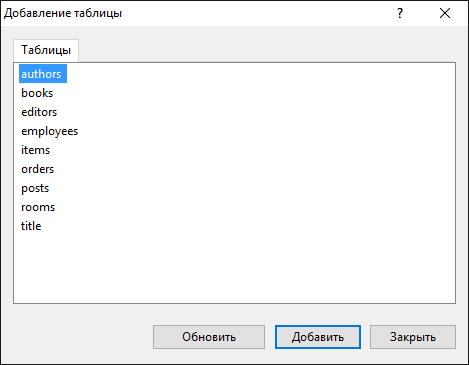 Добавление таблицы ?
Таблицы
authors
books
editors
employees
items
orders
posts
rooms
title
Обновить Добавить Закрыть